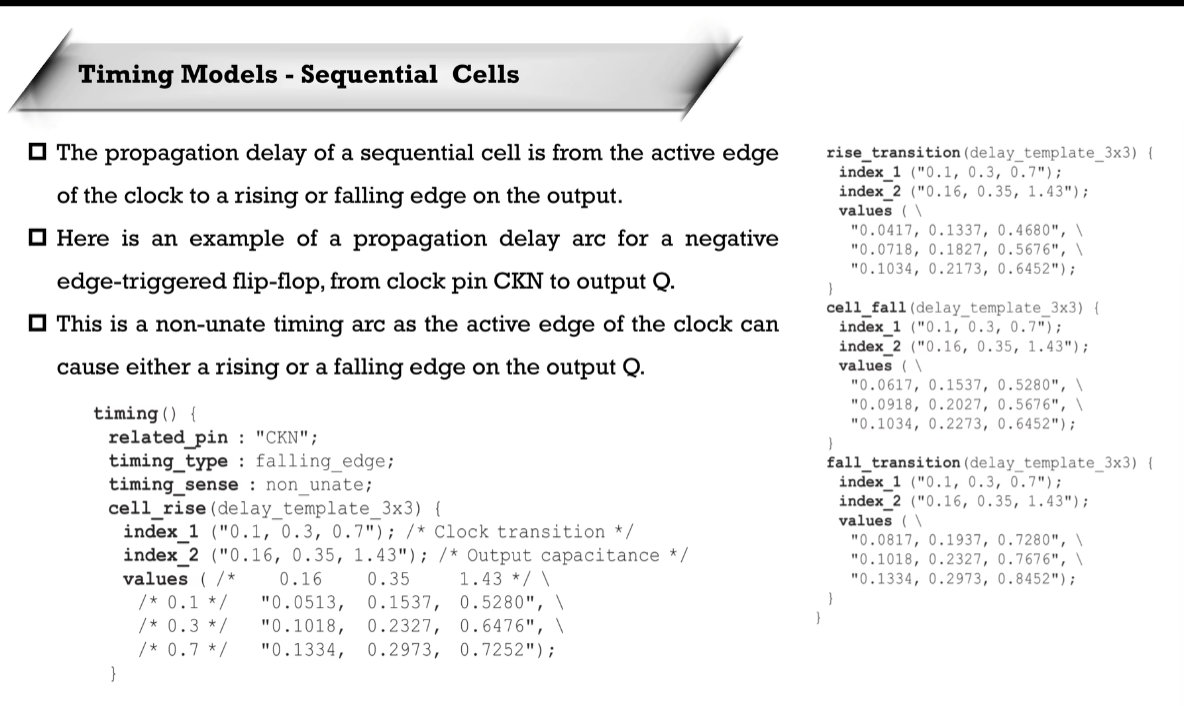 Timing Models - Sequential Cells
The propagation delay of a sequential cell is from the active edge
of the clock to a rising or falling edge on the output.
Here is an example of a propagation delay arc for a negative
edge-triggered flip-flop, from clock pin CKN to output Q.
This is a non-unate timing arc as the active edge of the clock can
cause either a rising or a falling edge on the output Q.
timing() {
related_pin : "CKN";
timing_type : falling_edge;
timing_sense : non_unate;
cell_rise(delay_template_3x3) {
index_1 ("0.1, 0.3, 0.7"); /* Clock transition */
index_2 ("0.16, 0.35, 1.43"); /* Output capacitance */
values ( /* 0.16 0.35 1.43 */ \
/* 0.1 */ "0.0513, 0.1537, 0.5280", \
/* 0.3 */ "0.1018, 0.2327, 0.6476", \
/* 0.7 */ "0.1334, 0.2973, 0.7252");
}
rise_transition(delay_template_3x3) {
index_1 ("0.1, 0.3, 0.7");
index_2 ("0.16, 0.35, 1.43");
values ( \
"0.0417, 0.1337, 0.4680", \
"0.0718, 0.1827, 0.5676", \
"0.1034, 0.2173, 0.6452");
}
cell_fall(delay_template_3x3) {
index_1 ("0.1, 0.3, 0.7");
index_2 ("0.16, 0.35, 1.43");
values ( \
"0.0617, 0.1537, 0.5280", \
"0.0918, 0.2027, 0.5676", \
"0.1034, 0.2273, 0.6452");
}
fall_transition(delay_template_3x3) {
index_1 ("0.1, 0.3, 0.7");
index_2 ("0.16, 0.35, 1.43");
values ( \
"0.0817, 0.1937, 0.7280", \
"0.1018, 0.2327, 0.7676", \
"0.1334, 0.2973, 0.8452");
}
}